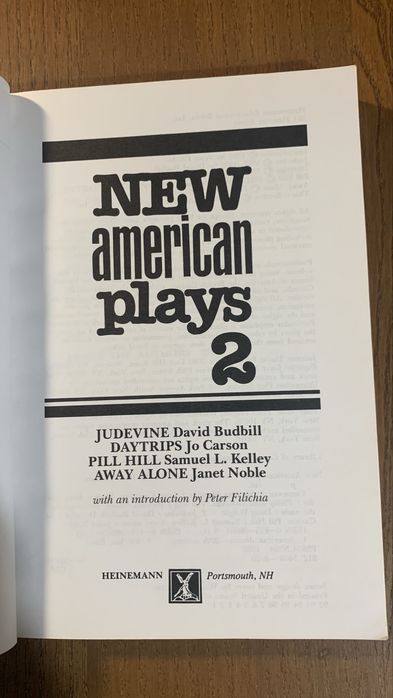 NEW
american
plays
2
JUDEVINE David Budbill
DAYTRIPS Jo Carson
PILL HILL Samuel L. Kelley
AWAY ALONE Janet Noble
with an introduction by Peter Filichia
HEINEMANN Portsmouth, NH